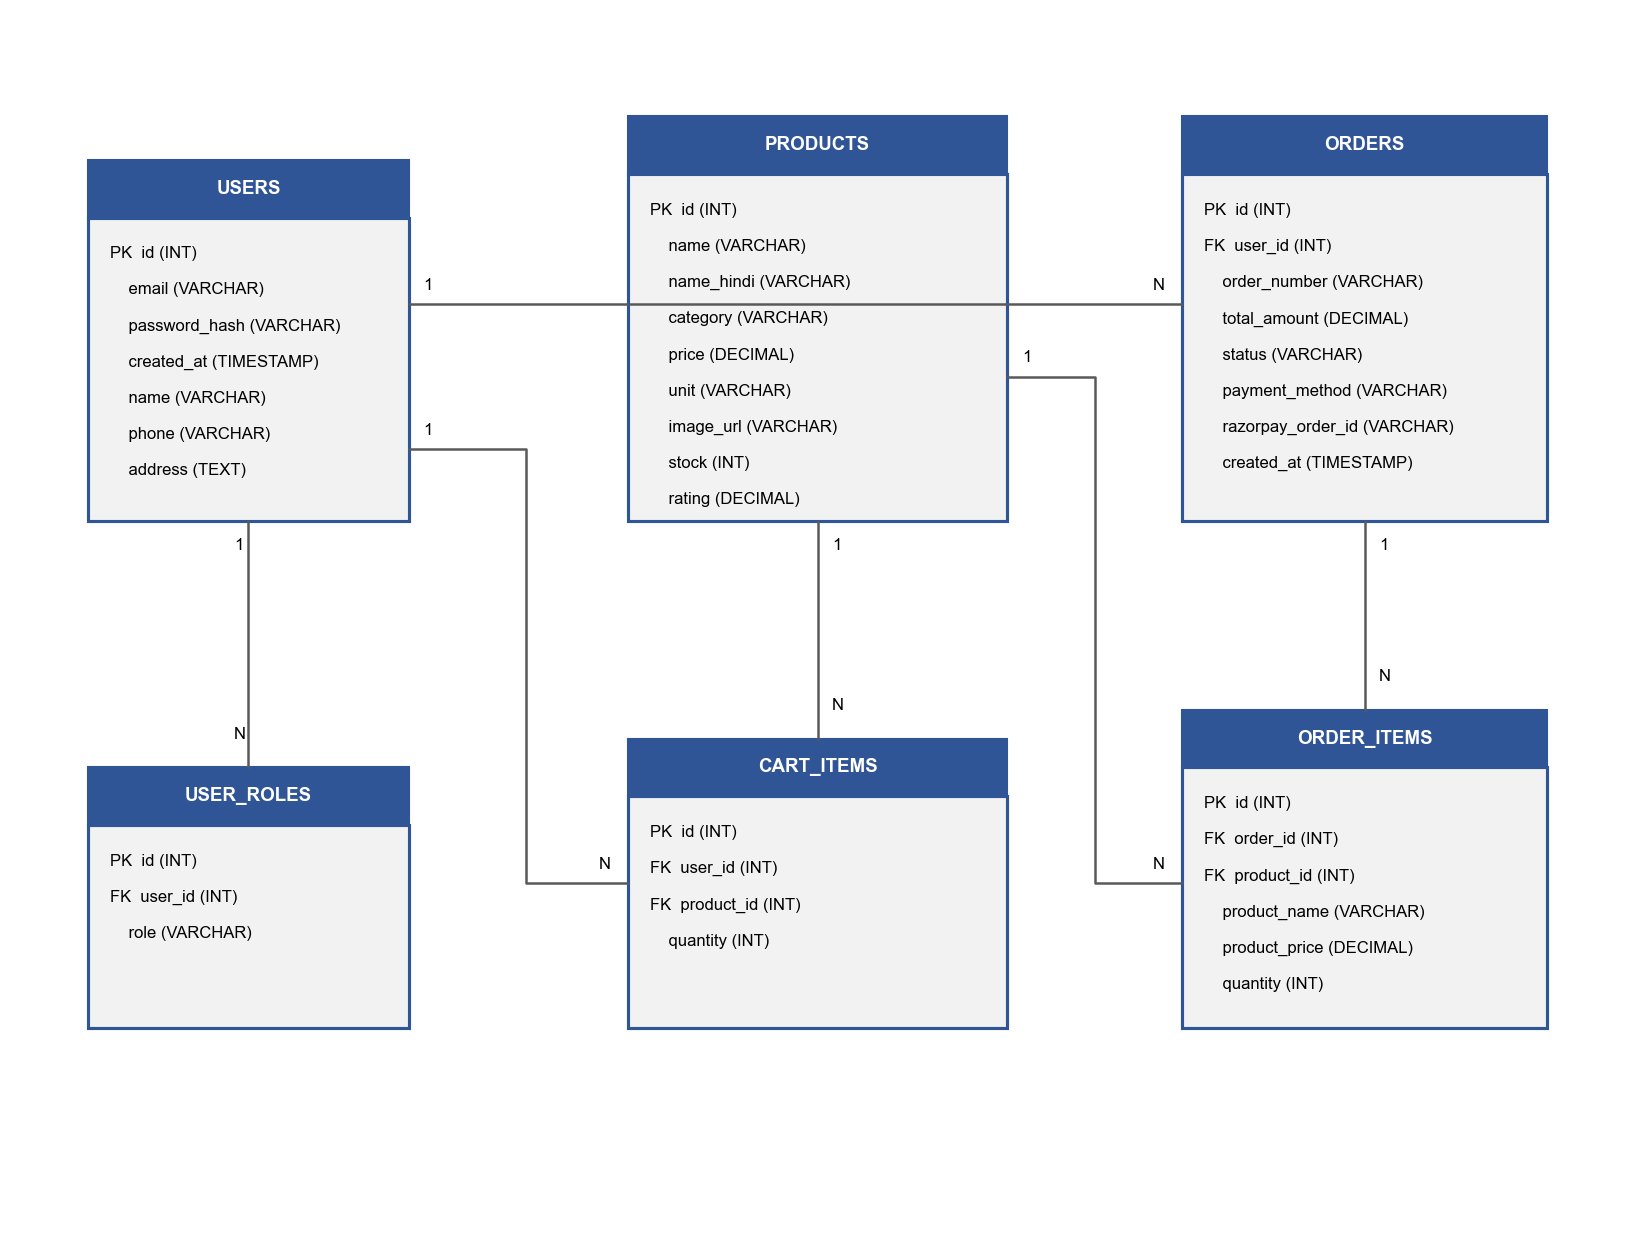 USERS
PK id (INT)
email (VARCHAR)
password_hash (VARCHAR)
created_at (TIMESTAMP)
name (VARCHAR)
phone (VARCHAR)
address (TEXT)
PRODUCTS
PK id (INT)
name (VARCHAR)
name_hindi (VARCHAR)
category (VARCHAR)
price (DECIMAL)
unit (VARCHAR)
image_url (VARCHAR)
stock (INT)
rating (DECIMAL)
ORDERS
PK id (INT)
FK user_id (INT)
order_number (VARCHAR)
total_amount (DECIMAL)
status (VARCHAR)
payment_method (VARCHAR)
razorpay_order_id (VARCHAR)
created_at (TIMESTAMP)
1
N
1
1
1
1
1
N
N
N
N
N
USER_ROLES
PK id (INT)
FK user_id (INT)
role (VARCHAR)
CART_ITEMS
PK id (INT)
FK user_id (INT)
FK product_id (INT)
quantity (INT)
ORDER_ITEMS
PK id (INT)
FK order_id (INT)
FK product_id (INT)
product_name (VARCHAR)
product_price (DECIMAL)
quantity (INT)